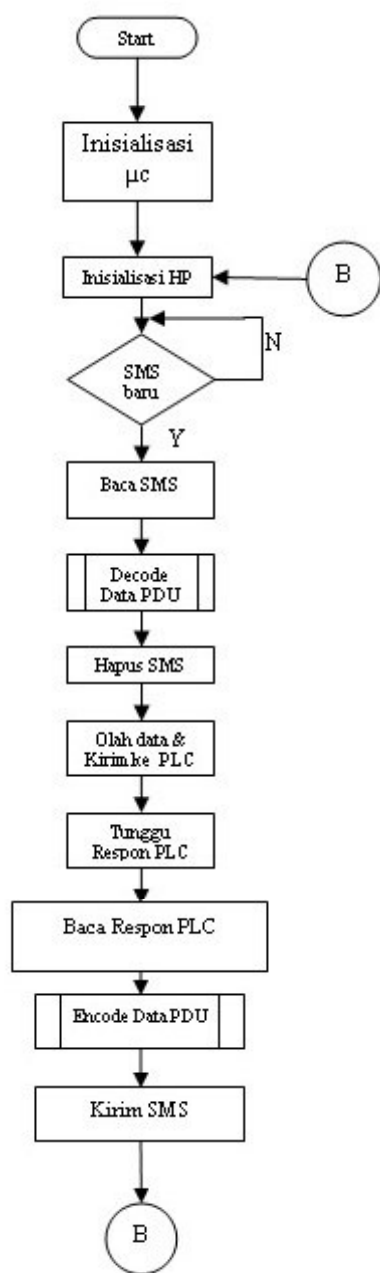 Start
Inisialisasi
μc
Inisialisasi HP
B
N
SMS
baru
Y
Baca SMS
Decode
Data PDU
Hapus SMS
Olah data &
Kirim ke PLC
Tunggu
Respon PLC
Baca Respon PLC
Encode Data PDU
Kirim SMS
B